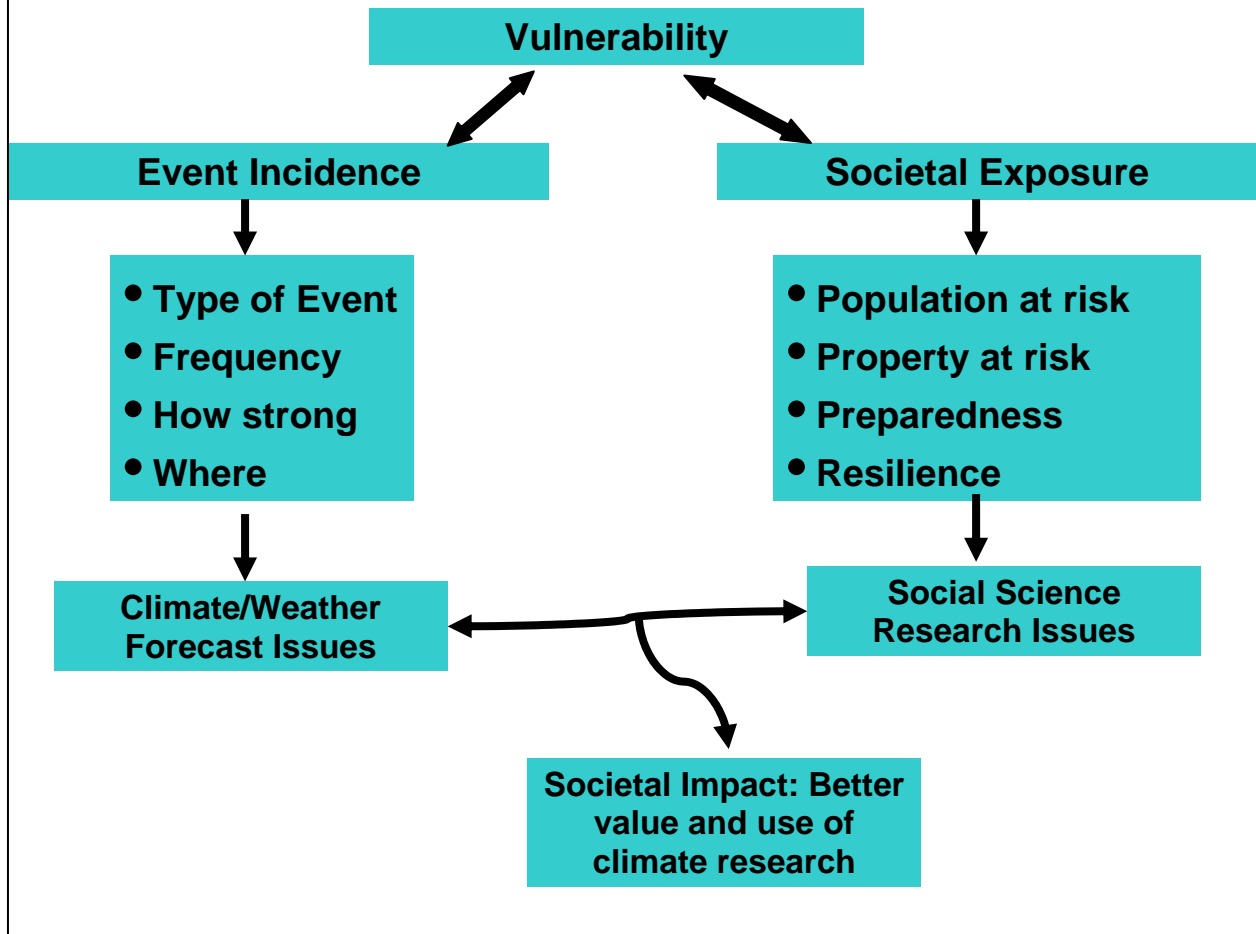 Vulnerability
Event Incidence
Societal Exposure
• Type of Event
• Frequency
• How strong
• Where
• Population at risk
• Property at risk
• Preparedness
• Resilience
Climate/Weather
Forecast Issues
Social Science
Research Issues
Societal Impact: Better
value and use of
climate research